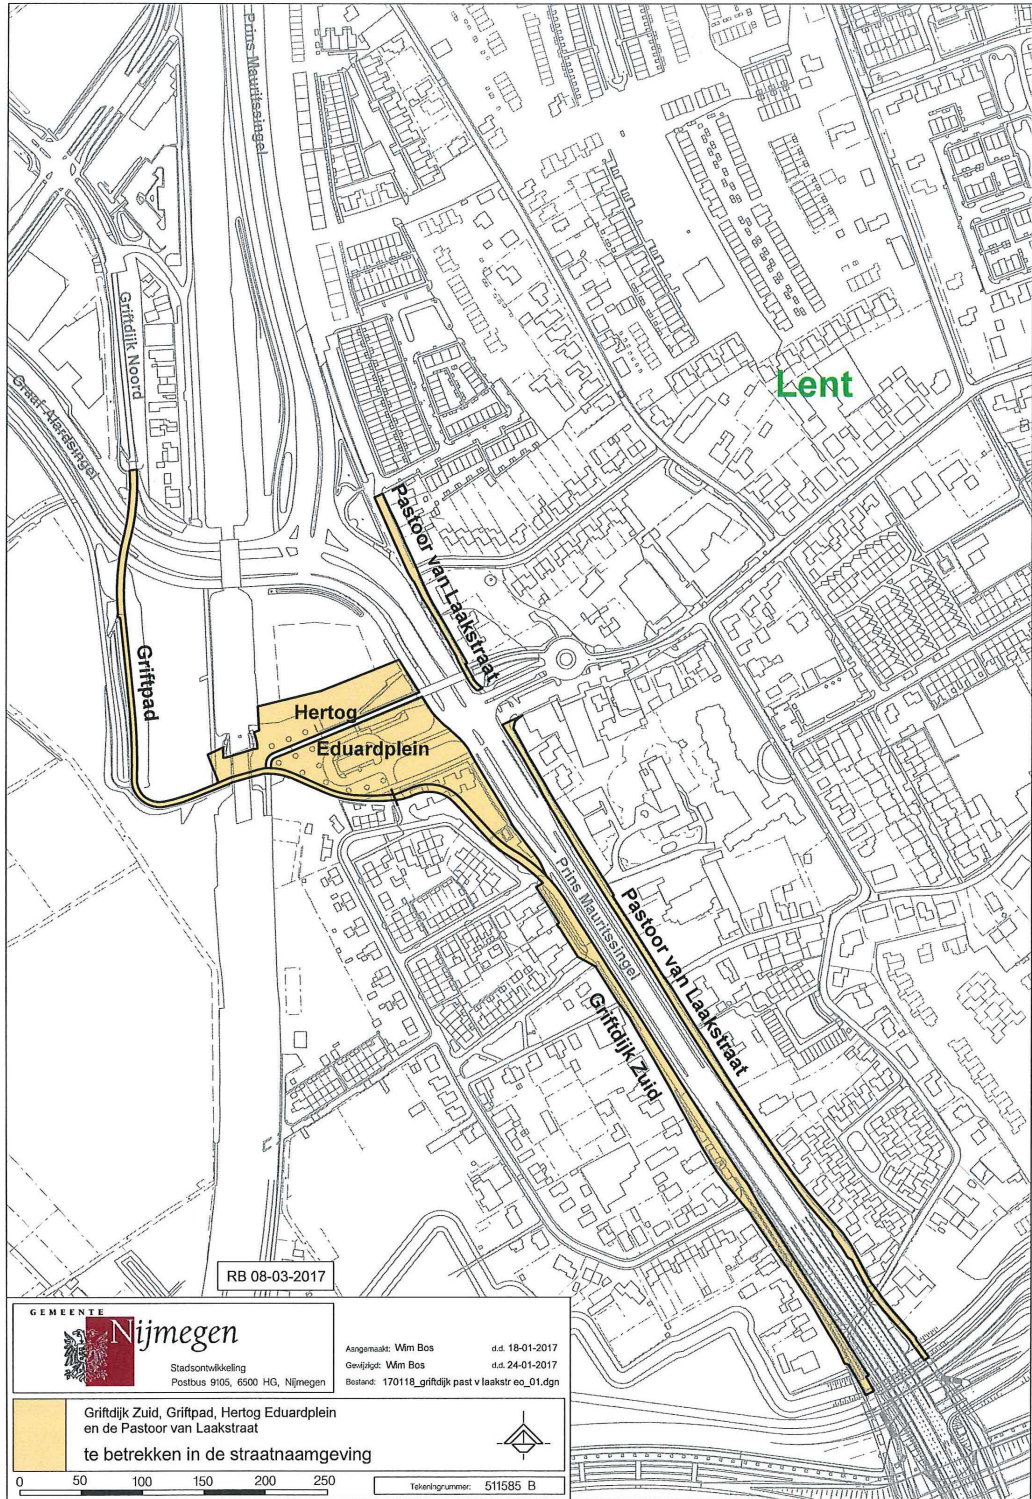 Prins Mauritssingel
Griftdijk Noord
Graaf Alardsingel
Lent
Pastoor van Laakstraat
Griftpad
Hertog
Eduardplein
Prins Mauritssingel
Pastoor van Laakstraat
Griftdijk Zuid
RB 08-03-2017
GEMEENTE
Nijmegen
Stadsontwikkeling
Postbus 9105, 6500 HG, Nijmegen
Aangemaakt: Wim Bos d.d. 18-01-2017
Gewijzigd: Wim Bos d.d. 24-01-2017
Bestand: 170118_griftdijk past v laakstr eo_01.dgn
Griftdijk Zuid, Griftpad, Hertog Eduardplein
en de Pastoor van Laakstraat
te betrekken in de straatnaamgeving
0 50 100 150 200 250
Tekeningnummer: 511585 B